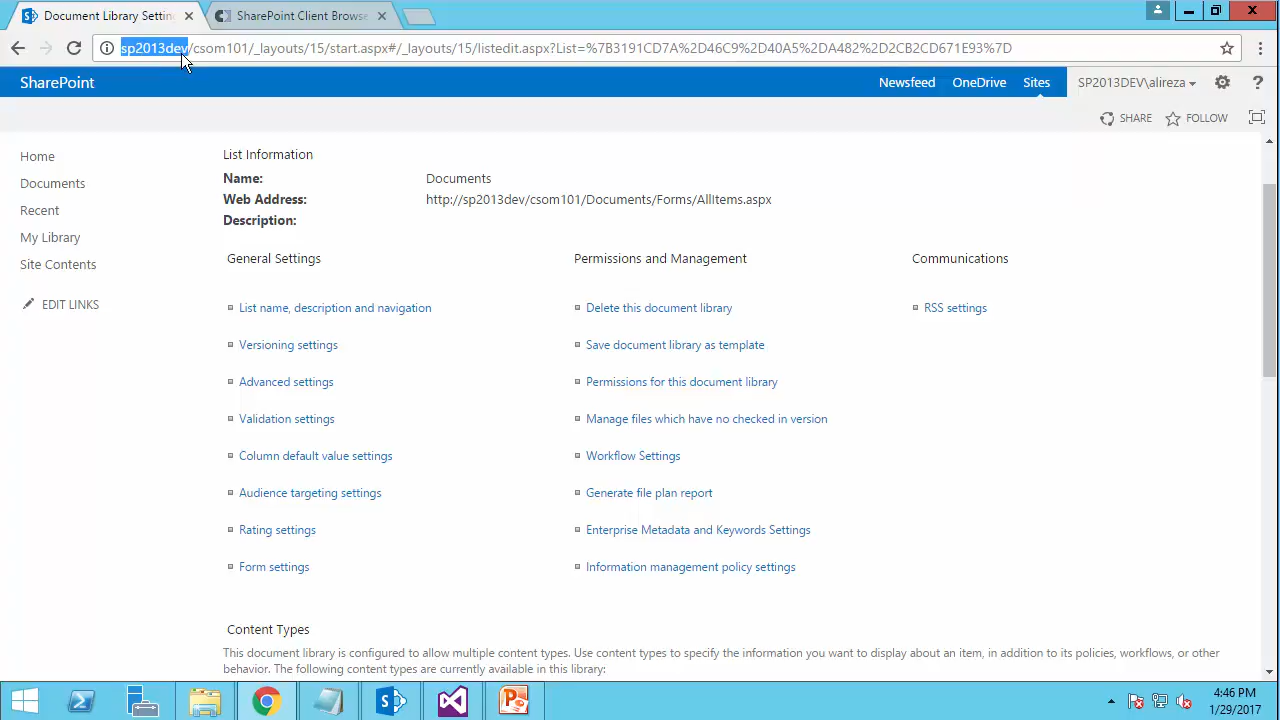 Document Library Settin
SharePoint Client Browse
sp2013dev/csom101/_layouts/15/start.aspx#/_layouts/15/listedit.aspx?List=%7B3191CD7A%2D46C9%2D40A5%2DA482%2D2CB2CD671E93%7D
SharePoint
Newsfeed OneDrive Sites SP2013DEV\alireza ?
SHARE FOLLOW
Home
Documents
Recent
My Library
Site Contents
EDIT LINKS
List Information
Name: Documents
Web Address: http://sp2013dev/csom101/Documents/Forms/AllItems.aspx
Description:
General Settings
List name, description and navigation
Versioning settings
Advanced settings
Validation settings
Column default value settings
Audience targeting settings
Rating settings
Form settings
Permissions and Management
Delete this document library
Save document library as template
Permissions for this document library
Manage files which have no checked in version
Workflow Settings
Generate file plan report
Enterprise Metadata and Keywords Settings
Information management policy settings
Communications
RSS settings
Content Types
This document library is configured to allow multiple content types. Use content types to specify the information you want to display about an item, in addition to its policies, workflows, or other
behavior. The following content types are currently available in this library:
4:46 PM
1/29/2017